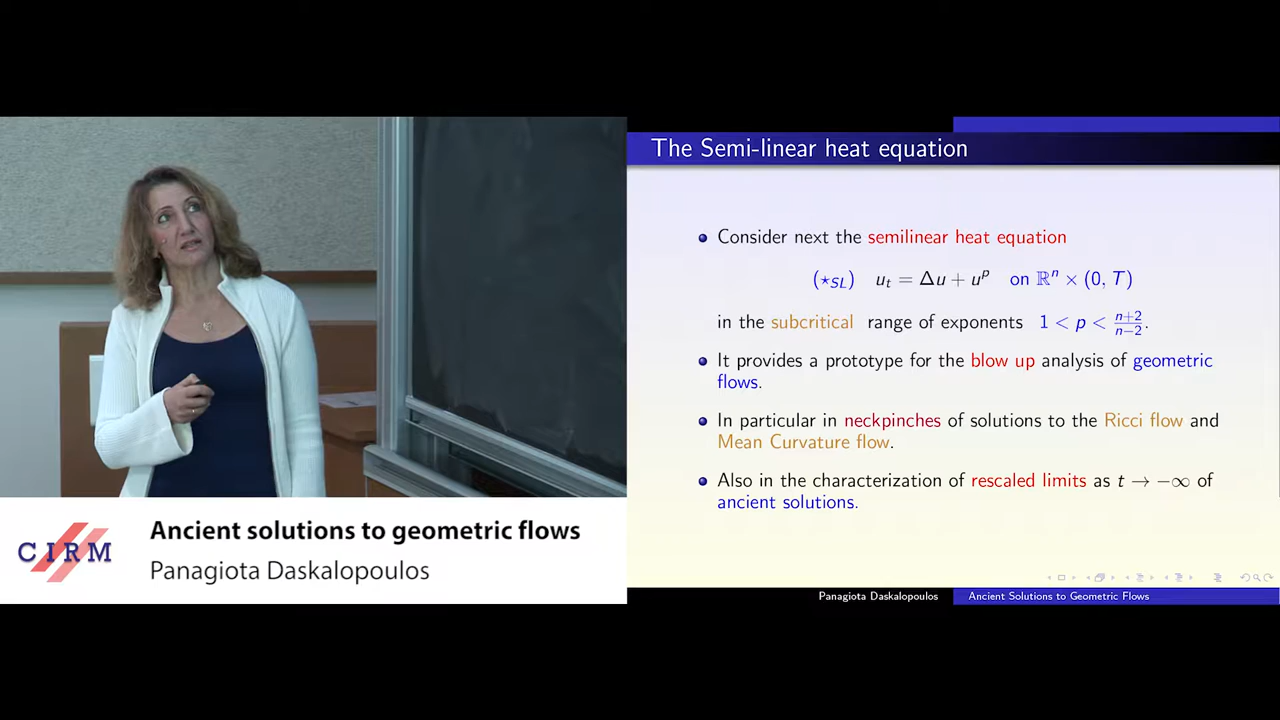 The Semi-linear heat equation
Consider next the semilinear heat equation
(⋆SL) u_t = Δu + u^p on ℝ^n × (0, T)
in the subcritical range of exponents 1 < p < n+2/n−2.
It provides a prototype for the blow up analysis of geometric
flows.
In particular in neckpinches of solutions to the Ricci flow and
Mean Curvature flow.
Also in the characterization of rescaled limits as t → −∞ of
ancient solutions.
Panagiota Daskalopoulos
Ancient Solutions to Geometric Flows
CIRM
Ancient solutions to geometric flows
Panagiota Daskalopoulos